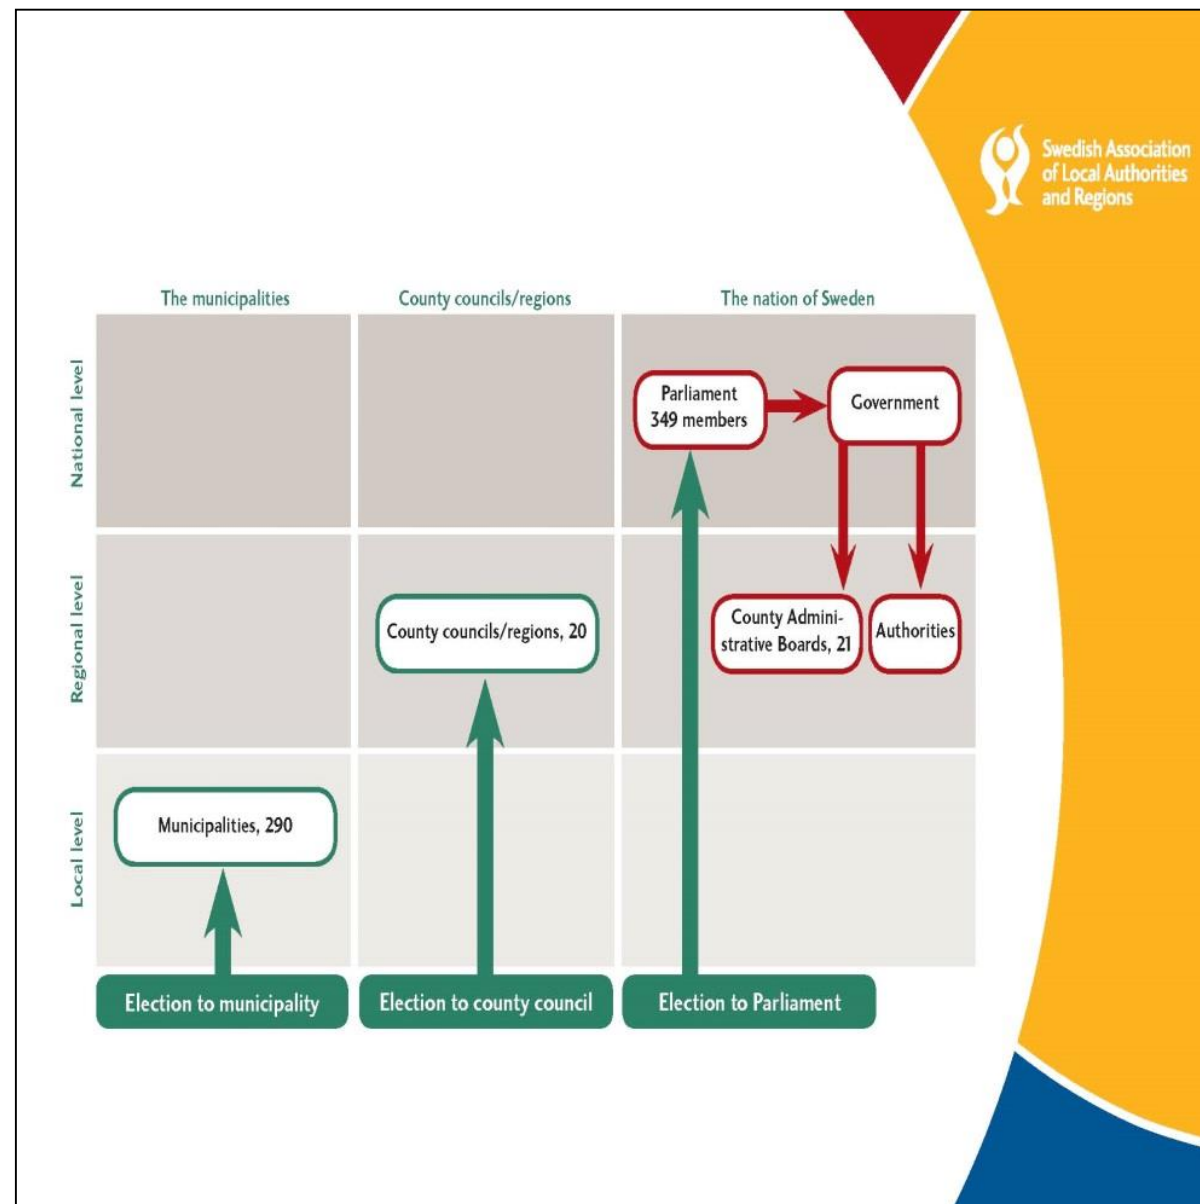 Swedish Association
of Local Authorities
and Regions
The municipalities
County councils/regions
The nation of Sweden
National level
Parliament
349 members
Government
Regional level
County councils/regions, 20
County Admini-
strative Boards, 21
Authorities
Local level
Municipalities, 290
Election to municipality
Election to county council
Election to Parliament